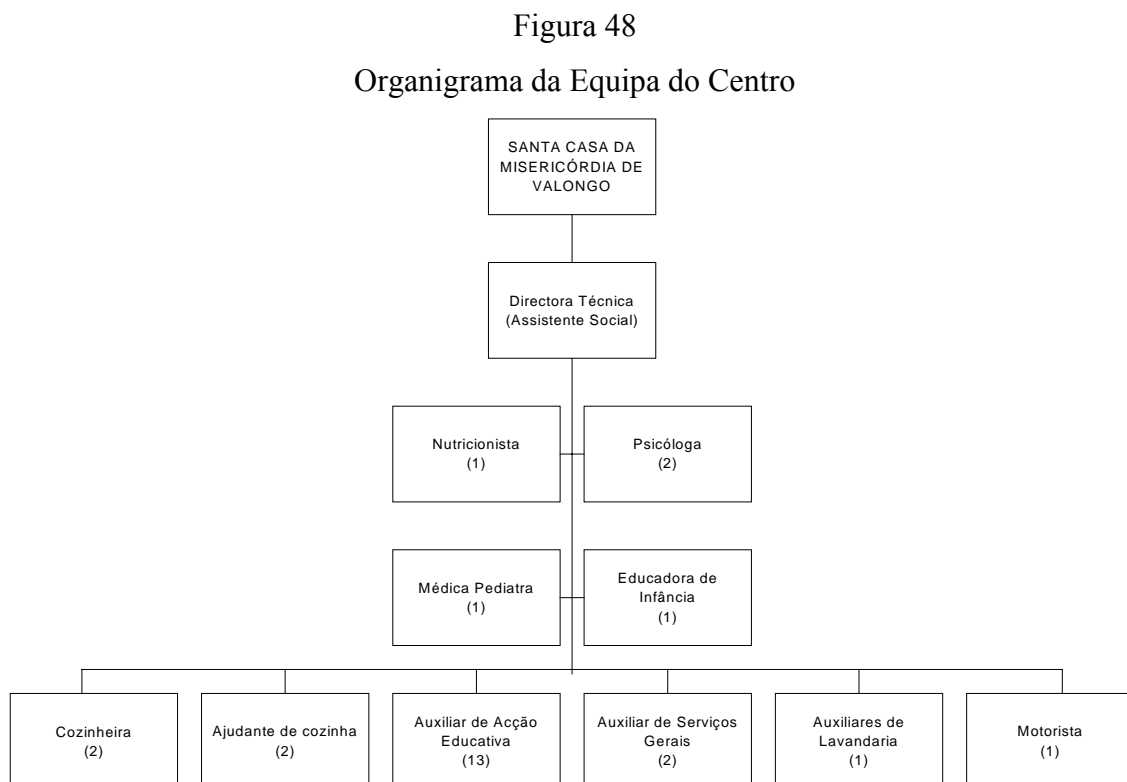 Figura 48
Organigrama da Equipa do Centro
SANTA CASA DA
MISERICÓRDIA DE
VALONGO
Directora Técnica
(Assistente Social)
Nutricionista
(1)
Psicóloga
(2)
Médica Pediatra
(1)
Educadora de
Infância
(1)
Cozinheira
(2)
Ajudante de cozinha
(2)
Auxiliar de Acção
Educativa
(13)
Auxiliar de Serviços
Gerais
(2)
Auxiliares de
Lavandaria
(1)
Motorista
(1)